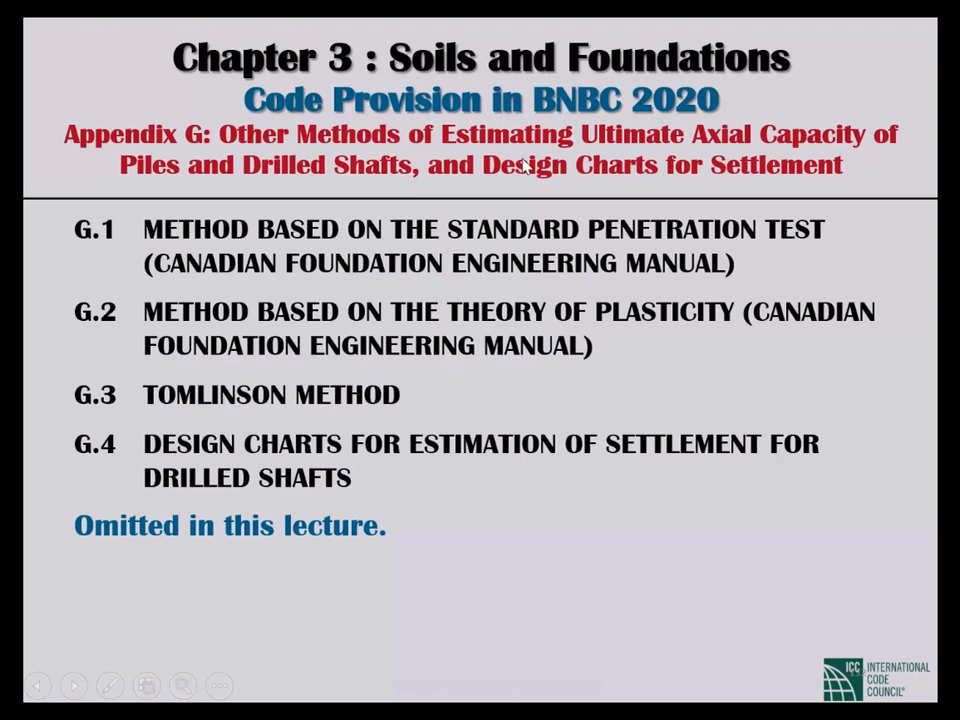 Chapter 3 : Soils and Foundations
Code Provision in BNBC 2020
Appendix G: Other Methods of Estimating Ultimate Axial Capacity of
Piles and Drilled Shafts, and Design Charts for Settlement
G.1 METHOD BASED ON THE STANDARD PENETRATION TEST
(CANADIAN FOUNDATION ENGINEERING MANUAL)
G.2 METHOD BASED ON THE THEORY OF PLASTICITY (CANADIAN
FOUNDATION ENGINEERING MANUAL)
G.3 TOMLINSON METHOD
G.4 DESIGN CHARTS FOR ESTIMATION OF SETTLEMENT FOR
DRILLED SHAFTS
Omitted in this lecture.
ICC INTERNATIONAL
CODE
COUNCIL®